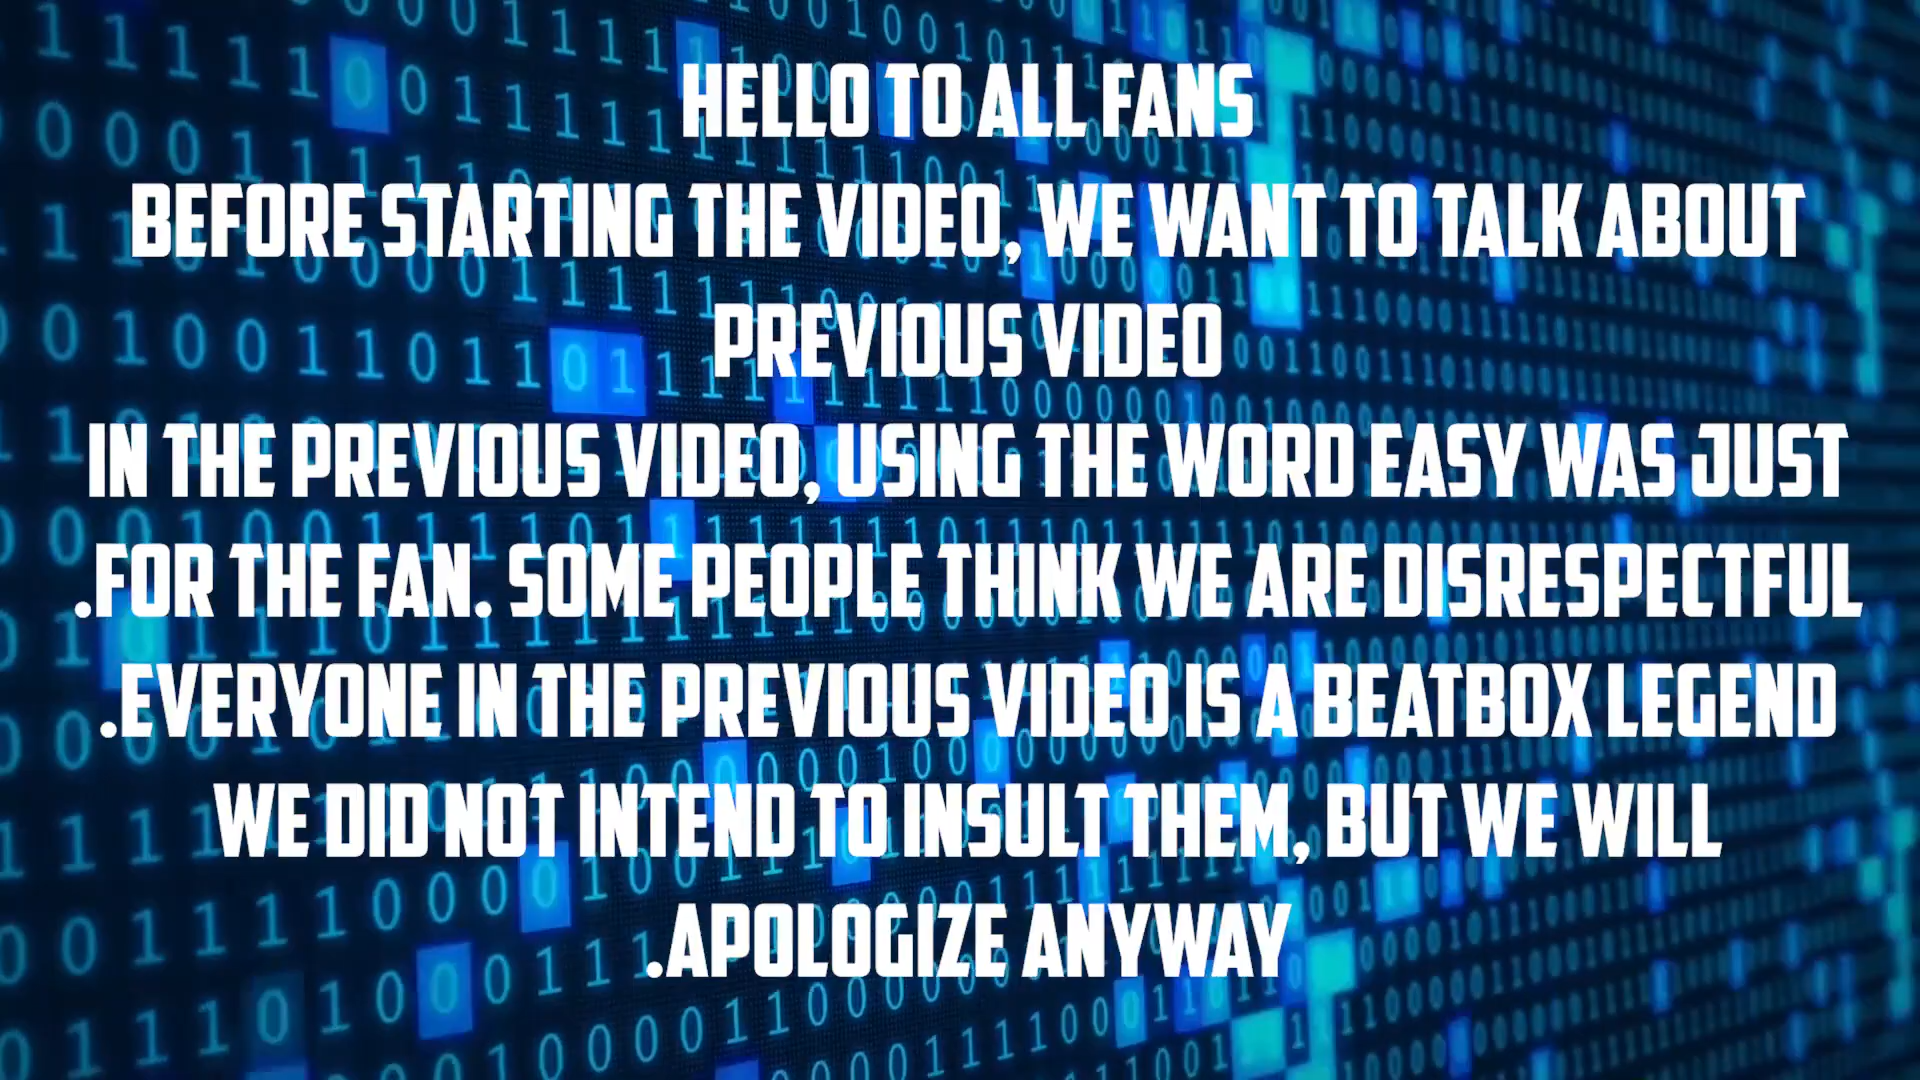 HELLO TO ALL FANS
BEFORE STARTING THE VIDEO, WE WANT TO TALK ABOUT
PREVIOUS VIDEO
IN THE PREVIOUS VIDEO, USING THE WORD EASY WAS JUST
.FOR THE FAN. SOME PEOPLE THINK WE ARE DISRESPECTFUL
.EVERYONE IN THE PREVIOUS VIDEO IS A BEATBOX LEGEND
WE DID NOT INTEND TO INSULT THEM, BUT WE WILL
.APOLOGIZE ANYWAY